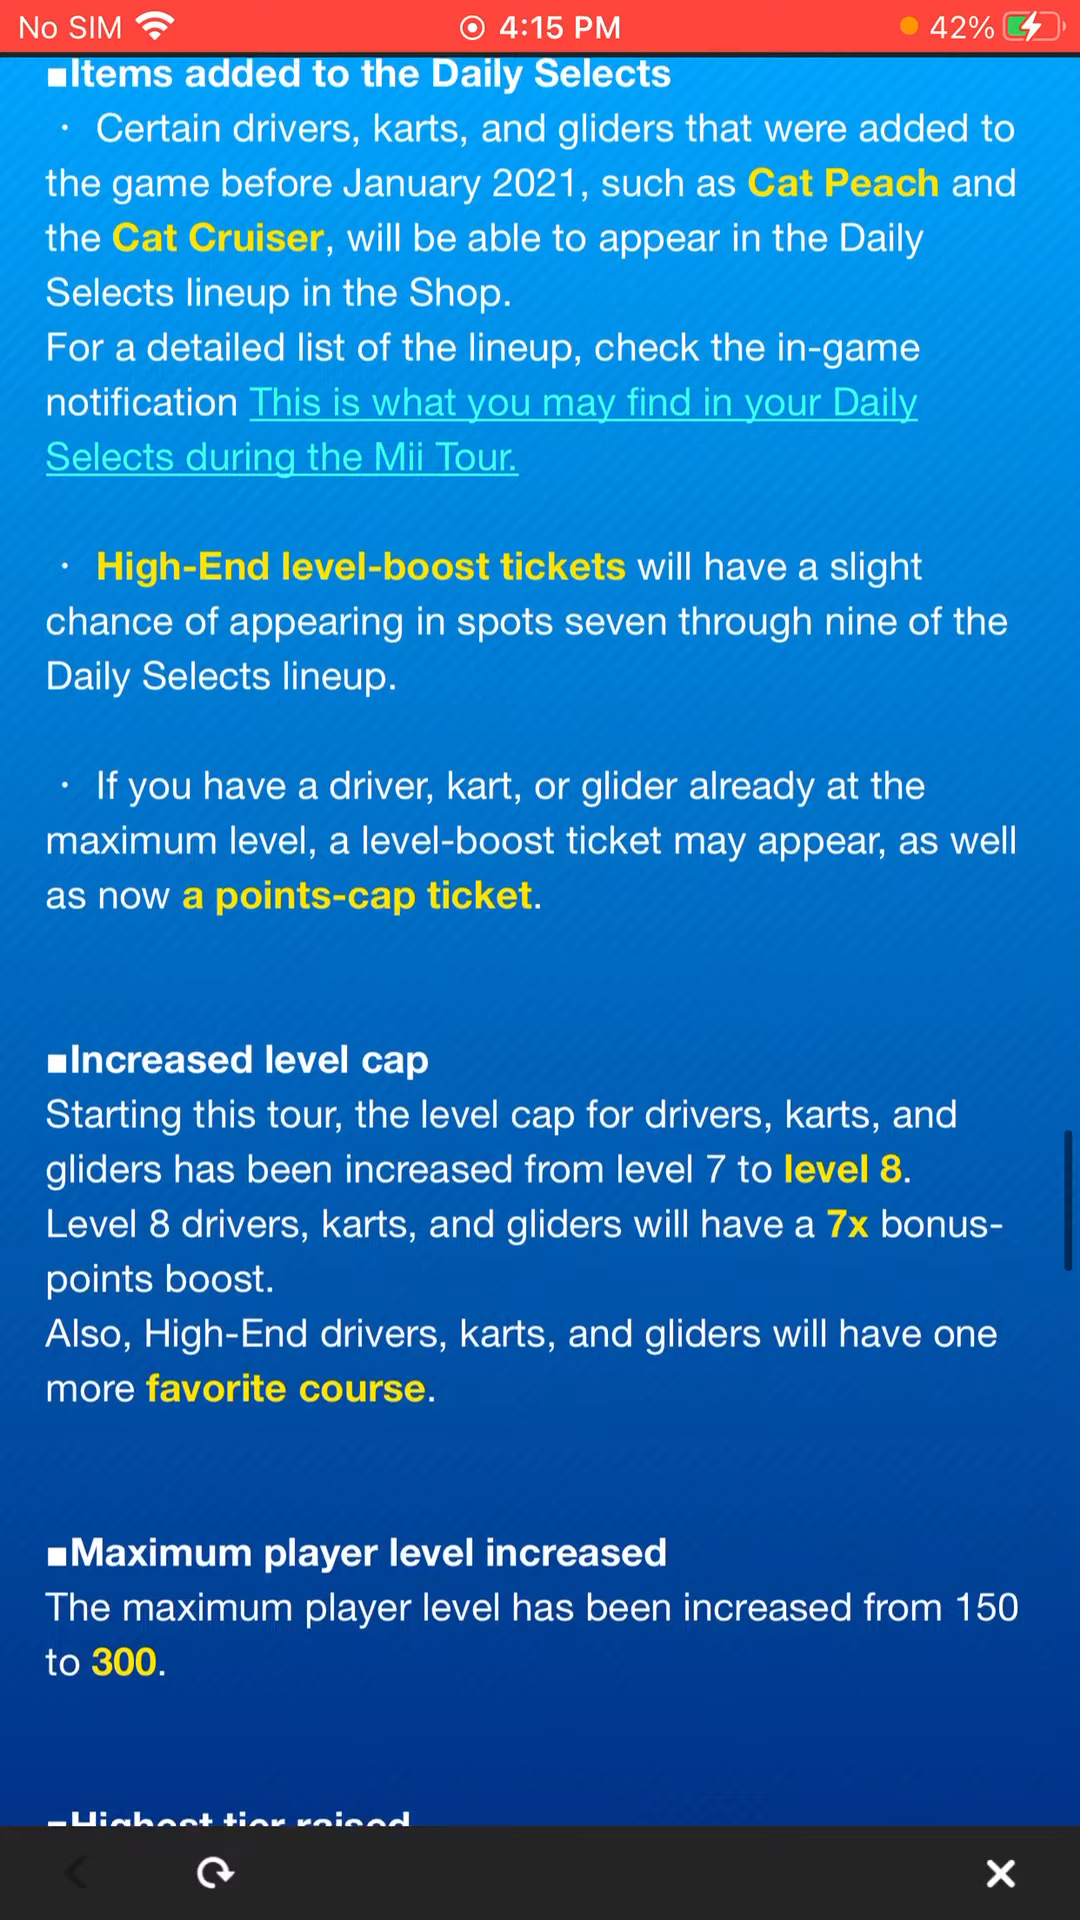 No SIM 4:15 PM 42%
■Items added to the Daily Selects
・ Certain drivers, karts, and gliders that were added to
the game before January 2021, such as Cat Peach and
the Cat Cruiser, will be able to appear in the Daily
Selects lineup in the Shop.
For a detailed list of the lineup, check the in-game
notification This is what you may find in your Daily
Selects during the Mii Tour.
・ High-End level-boost tickets will have a slight
chance of appearing in spots seven through nine of the
Daily Selects lineup.
・ If you have a driver, kart, or glider already at the
maximum level, a level-boost ticket may appear, as well
as now a points-cap ticket.
■Increased level cap
Starting this tour, the level cap for drivers, karts, and
gliders has been increased from level 7 to level 8.
Level 8 drivers, karts, and gliders will have a 7x bonus-
points boost.
Also, High-End drivers, karts, and gliders will have one
more favorite course.
■Maximum player level increased
The maximum player level has been increased from 150
to 300.
■Highest tier raised